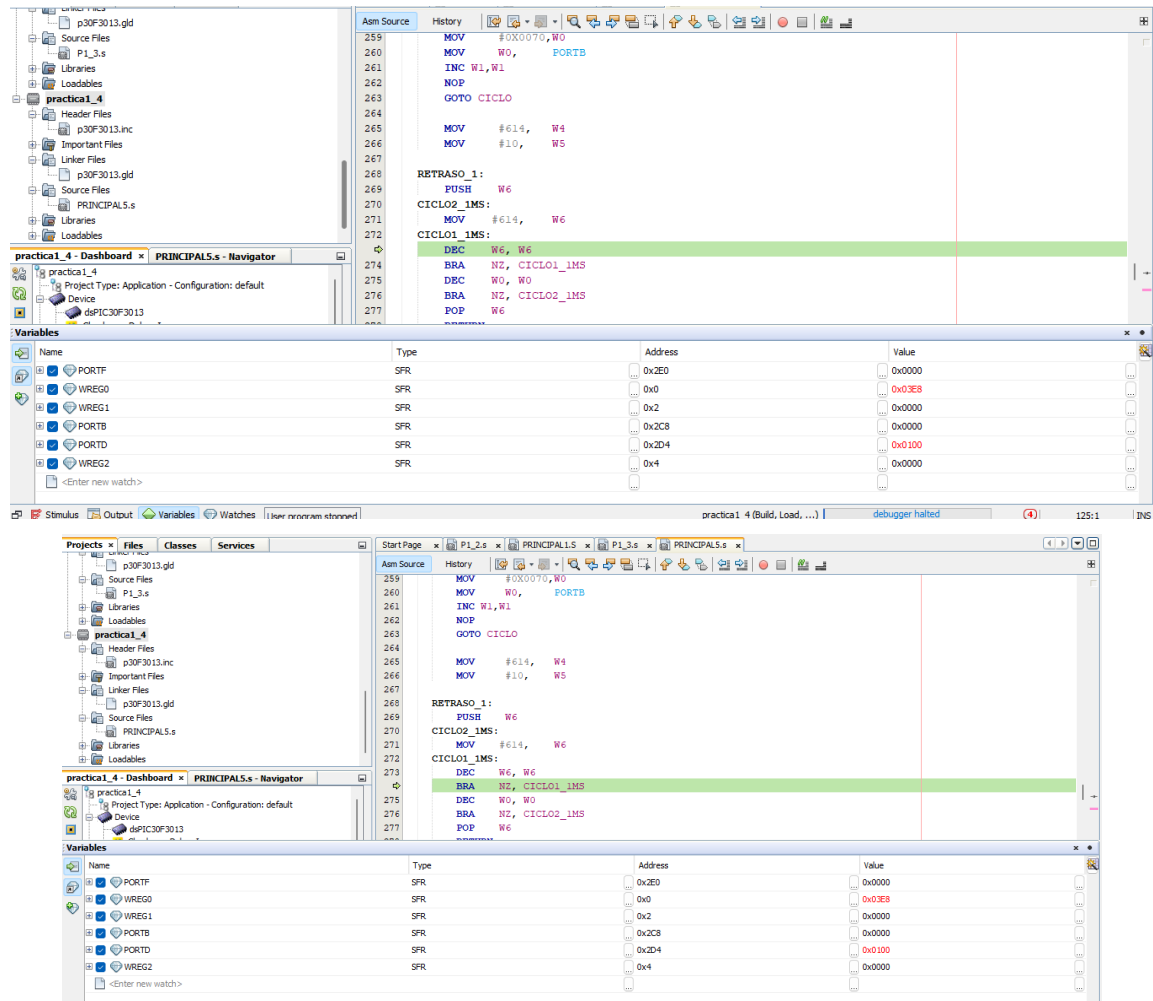 p30F3013.gld
Source Files
P1_3.s
Libraries
Loadables
practica1_4
Header Files
p30F3013.inc
Important Files
Linker Files
p30F3013.gld
Source Files
PRINCIPAL5.s
Libraries
Loadables
practica1_4 - Dashboard × PRINCIPAL5.s - Navigator
practica1_4
Project Type: Application - Configuration: default
Device
dsPIC30F3013
Asm Source History
259 MOV #0X0070,W0
260 MOV W0, PORTB
261 INC W1,W1
262 NOP
263 GOTO CICLO
264
265 MOV #614, W4
266 MOV #10, W5
267
268 RETRASO_1:
269 PUSH W6
270 CICLO2_1MS:
271 MOV #614, W6
272 CICLO1_1MS:
DEC W6, W6
274 BRA NZ, CICLO1_1MS
275 DEC W0, W0
276 BRA NZ, CICLO2_1MS
277 POP W6
Variables
Name Type Address Value
PORTF SFR ... 0x2E0 ... 0x0000 ...
WREG0 SFR ... 0x0 ... 0x03E8 ...
WREG1 SFR ... 0x2 ... 0x0000 ...
PORTB SFR ... 0x2C8 ... 0x0000 ...
PORTD SFR ... 0x2D4 ... 0x0100 ...
WREG2 SFR ... 0x4 ... 0x0000 ...
<Enter new watch> ... ... ...
Stimulus Output Variables Watches User program stopped practica1_4 (Build, Load, ...) debugger halted (4) 125:1 INS
Projects × Files Classes Services
p30F3013.gld
Source Files
P1_3.s
Libraries
Loadables
practica1_4
Header Files
p30F3013.inc
Important Files
Linker Files
p30F3013.gld
Source Files
PRINCIPAL5.s
Libraries
Loadables
practica1_4 - Dashboard × PRINCIPAL5.s - Navigator
practica1_4
Project Type: Application - Configuration: default
Device
dsPIC30F3013
Start Page × P1_2.s × PRINCIPAL1.S × P1_3.s × PRINCIPAL5.s ×
Asm Source History
259 MOV #0X0070,W0
260 MOV W0, PORTB
261 INC W1,W1
262 NOP
263 GOTO CICLO
264
265 MOV #614, W4
266 MOV #10, W5
267
268 RETRASO_1:
269 PUSH W6
270 CICLO2_1MS:
271 MOV #614, W6
272 CICLO1_1MS:
273 DEC W6, W6
BRA NZ, CICLO1_1MS
275 DEC W0, W0
276 BRA NZ, CICLO2_1MS
277 POP W6
Variables
Name Type Address Value
PORTF SFR ... 0x2E0 ... 0x0000 ...
WREG0 SFR ... 0x0 ... 0x03E8 ...
WREG1 SFR ... 0x2 ... 0x0000 ...
PORTB SFR ... 0x2C8 ... 0x0000 ...
PORTD SFR ... 0x2D4 ... 0x0100 ...
WREG2 SFR ... 0x4 ... 0x0000 ...
<Enter new watch> ... ... ...